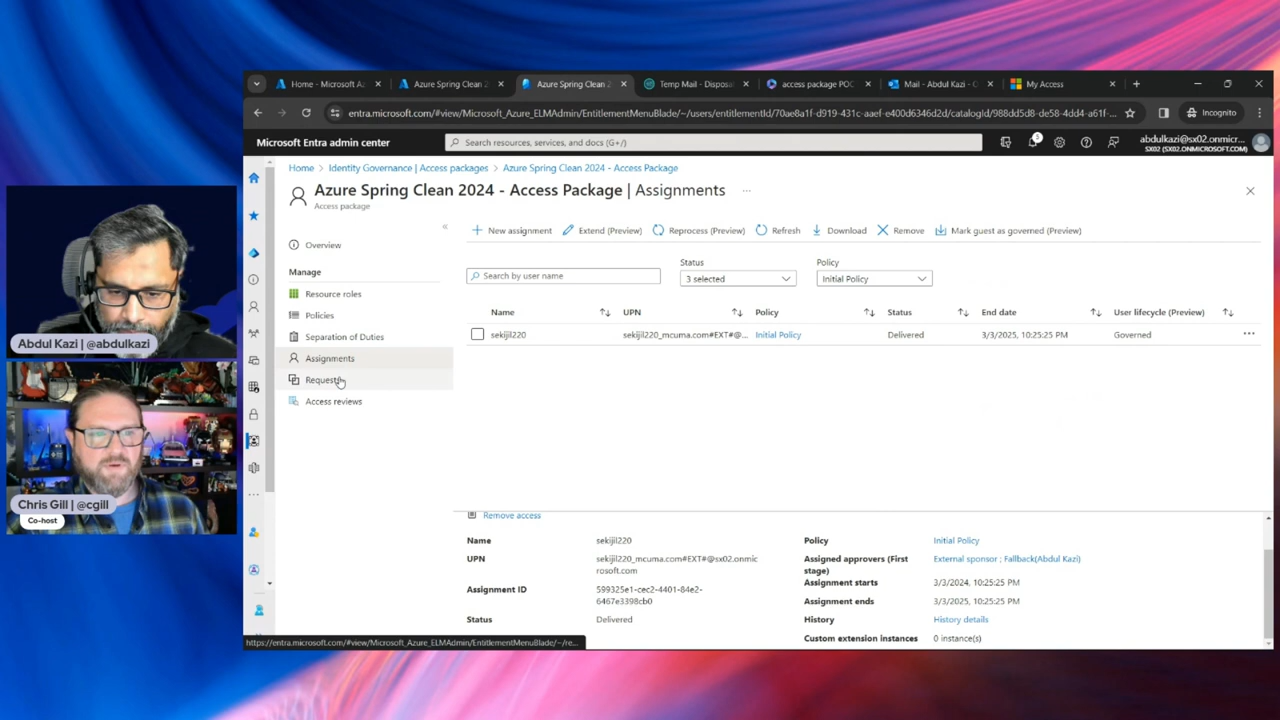 Home - Microsoft Az
Azure Spring Clean 2
Azure Spring Clean 2
Temp Mail - Disposa
access package POC
Mail - Abdul Kazi - O
My Access
entra.microsoft.com/#view/Microsoft_Azure_ELMAdmin/EntitlementMenuBlade/~/users/entitlementId/70ae8a1f-d919-431c-aaef-e400d6346d2d/catalogId/988dd5d8-de58-4dd4-a61f-...
Incognito
Microsoft Entra admin center
Search resources, services, and docs (G+/)
5
abdulkazi@sx02.onmicr...
SX02 (SX02.ONMICROSOFT.COM)
Home > Identity Governance | Access packages > Azure Spring Clean 2024 - Access Package
Azure Spring Clean 2024 - Access Package | Assignments ...
Access package
Overview
Manage
Resource roles
Policies
Separation of Duties
Assignments
Requests
Access reviews
New assignment
Extend (Preview)
Reprocess (Preview)
Refresh
Download
Remove
Mark guest as governed (Preview)
Search by user name
Status
3 selected
Policy
Initial Policy
Name UPN Policy Status End date User lifecycle (Preview)
sekijil220 sekijil220_mcuma.com#EXT#@... Initial Policy Delivered 3/3/2025, 10:25:25 PM Governed ...
Remove access
Name sekijil220
UPN sekijil220_mcuma.com#EXT#@sx02.onmic
rosoft.com
Assignment ID 599325e1-cec2-4401-84e2-
6467e3398cb0
Status Delivered
Policy Initial Policy
Assigned approvers (First External sponsor ; Fallback(Abdul Kazi)
stage)
Assignment starts 3/3/2024, 10:25:25 PM
Assignment ends 3/3/2025, 10:25:25 PM
History History details
Custom extension instances 0 instance(s)
https://entra.microsoft.com/#view/Microsoft_Azure_ELMAdmin/EntitlementMenuBlade/~/re...
Abdul Kazi | @abdulkazi
Chris Gill | @cgill
Co-host